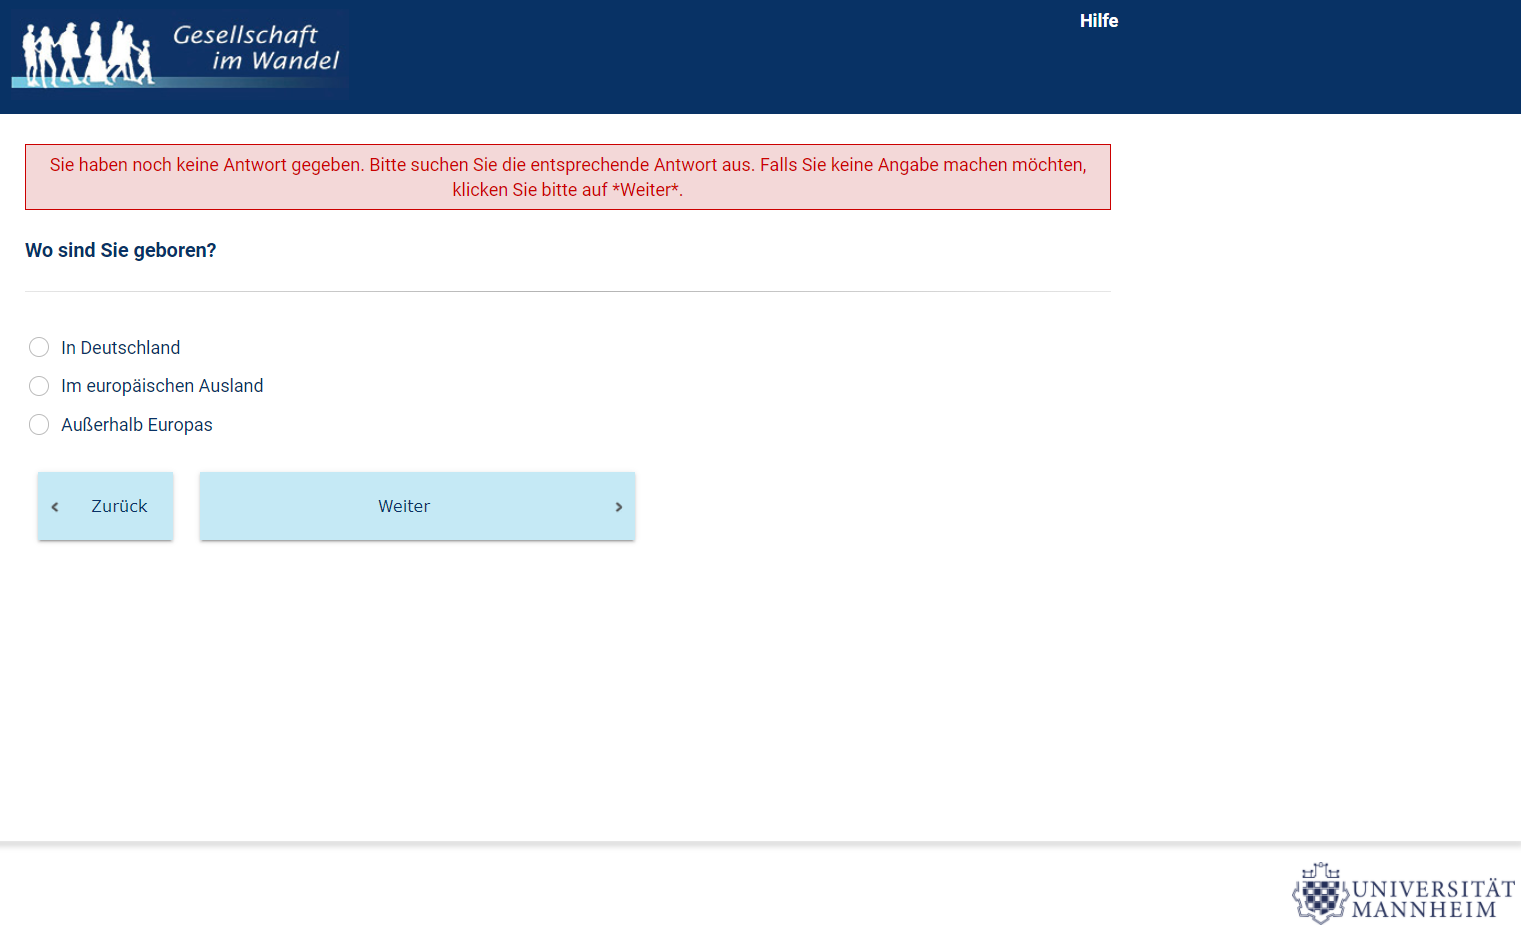 Gesellschaft
im Wandel
Hilfe
Sie haben noch keine Antwort gegeben. Bitte suchen Sie die entsprechende Antwort aus. Falls Sie keine Angabe machen möchten,
klicken Sie bitte auf *Weiter*.
Wo sind Sie geboren?
In Deutschland
Im europäischen Ausland
Außerhalb Europas
Zurück
Weiter
UNIVERSITÄT
MANNHEIM